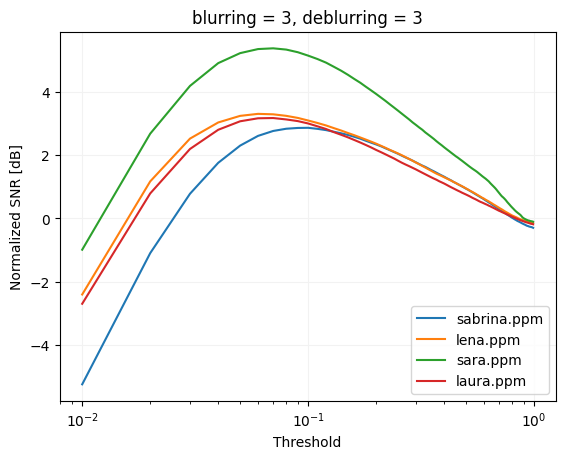 blurring = 3, deblurring = 3
Normalized SNR [dB]
4
2
0
−2
−4
sabrina.ppm
lena.ppm
sara.ppm
laura.ppm
10⁻² 10⁻¹ 10⁰
Threshold